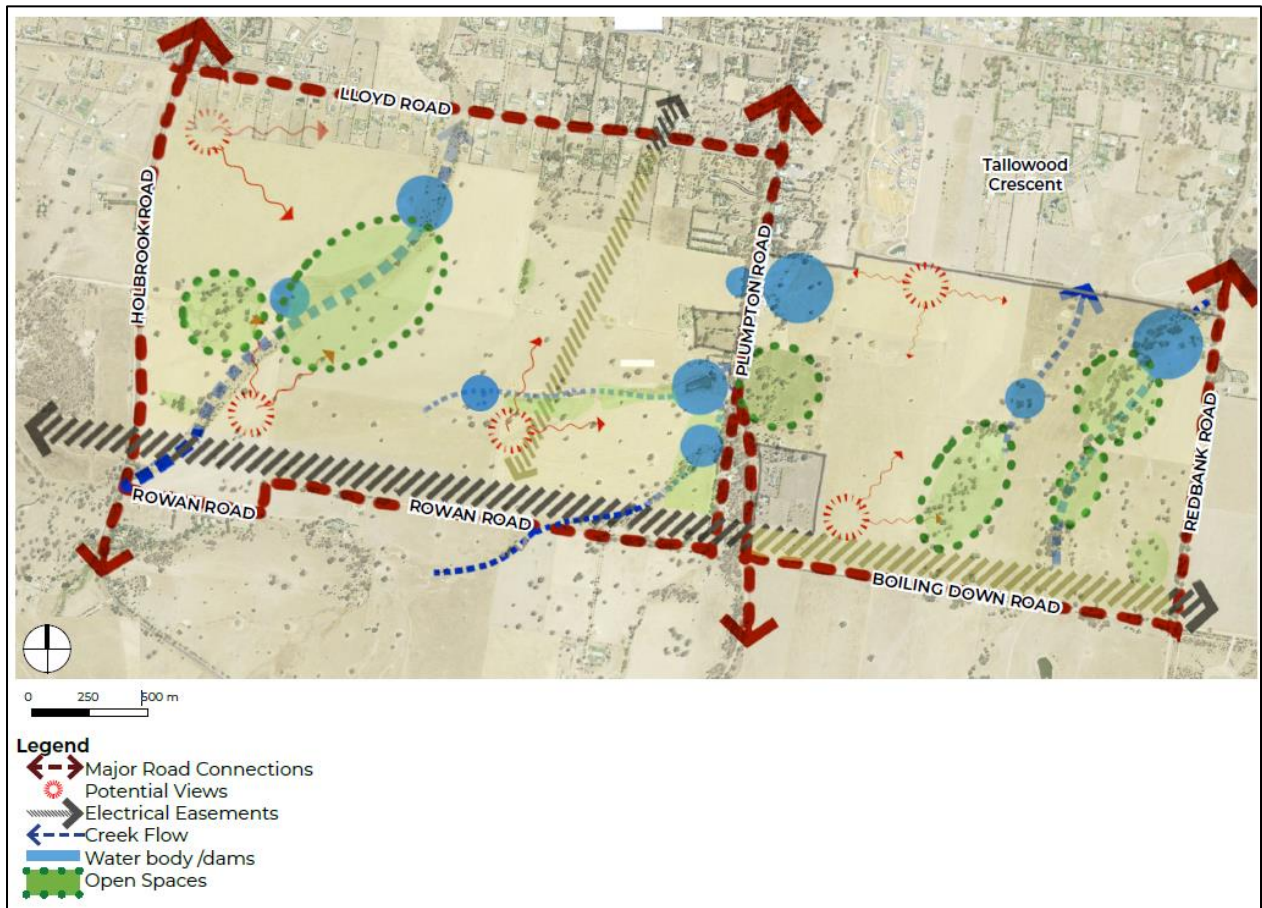 LLOYD ROAD
HOLBROOK ROAD
Tallowood
Crescent
PLUMPTON ROAD
REDBANK ROAD
ROWAN ROAD
ROWAN ROAD
BOILING DOWN ROAD
0 250 500 m
Legend
Major Road Connections
Potential Views
Electrical Easements
Creek Flow
Water body /dams
Open Spaces